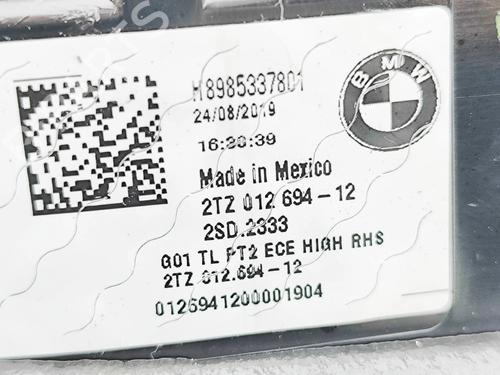 H8985337801
24/08/2019
16:20:39
BMW
Made in Mexico
2TZ 012 694-12
2SD.2333
G01 TL PT2 ECE HIGH RHS
2TZ 012.694-12
0126941200001904